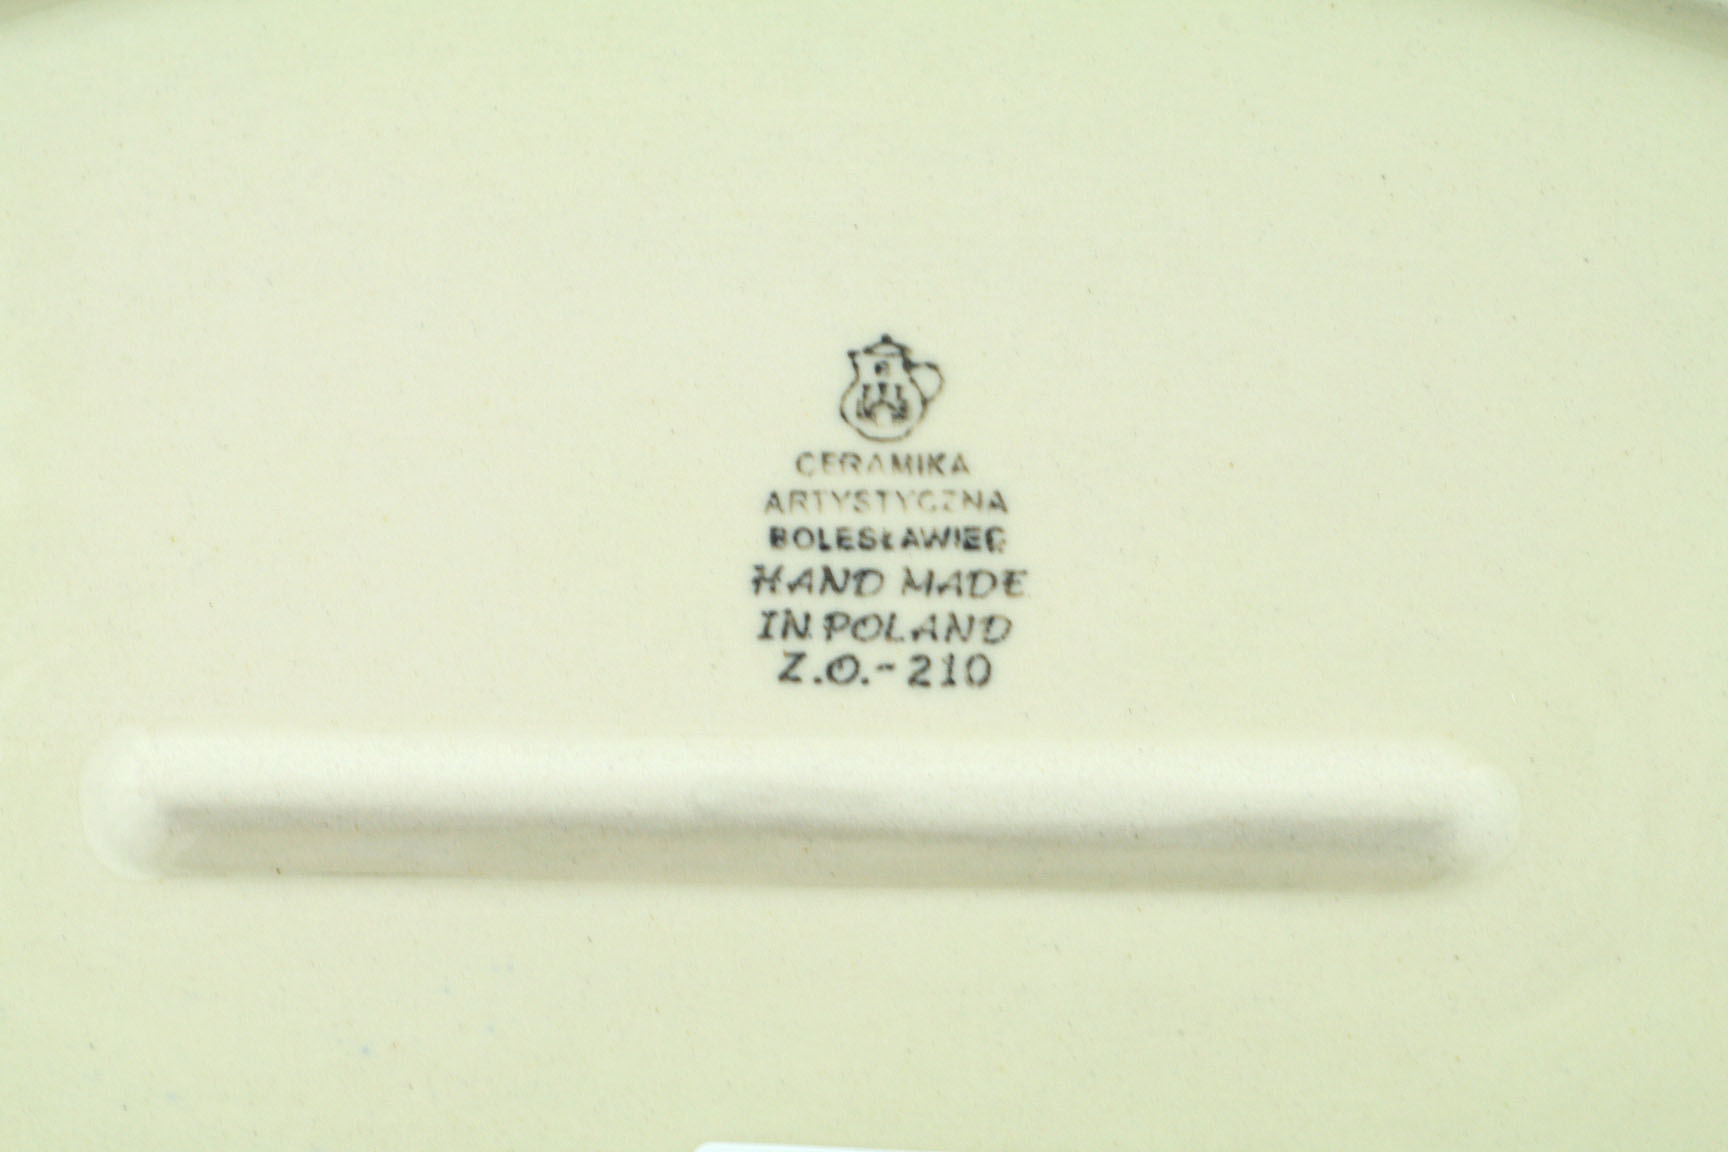 CERAMIKA
ARTYSTYCZNA
BOLESŁAWIEC
HAND MADE
IN POLAND
Z.O.-210